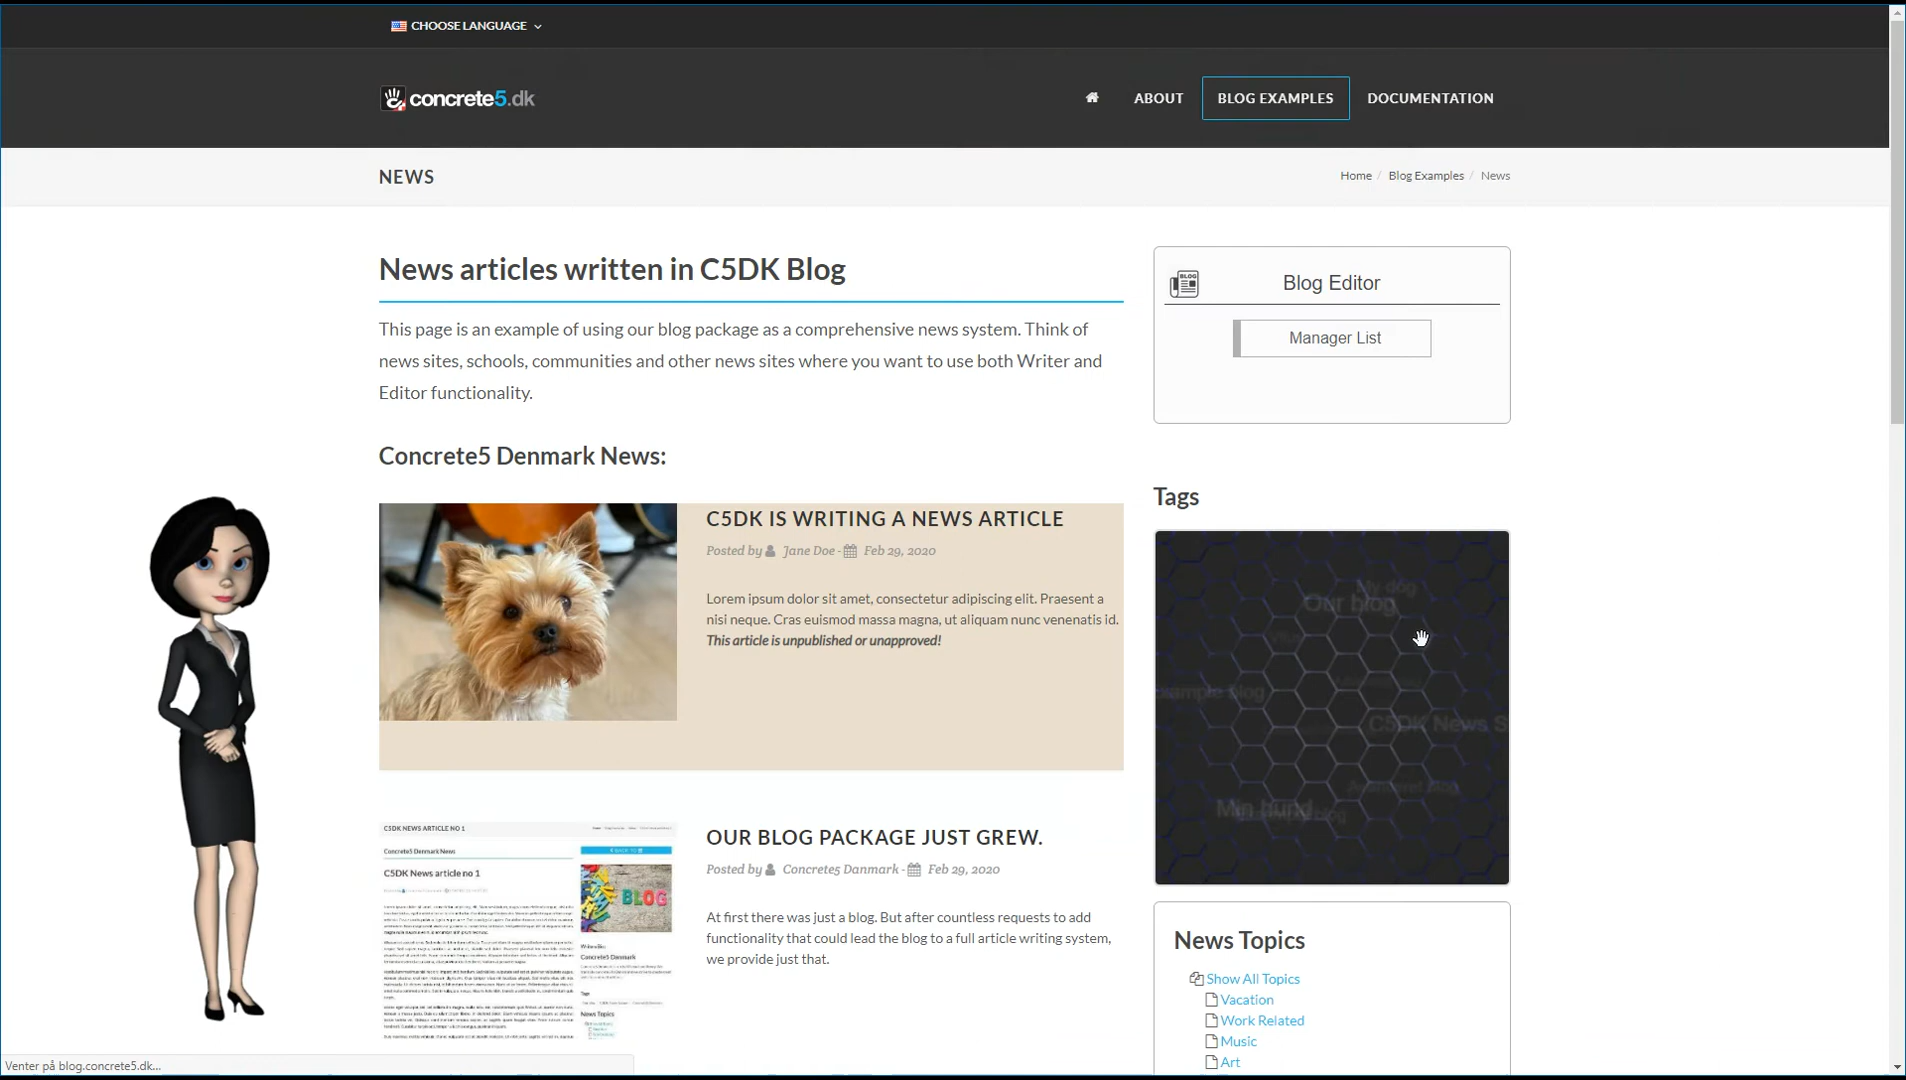 CHOOSE LANGUAGE
concrete5.dk
ABOUT
BLOG EXAMPLES
DOCUMENTATION
NEWS
Home / Blog Examples / News
News articles written in C5DK Blog
This page is an example of using our blog package as a comprehensive news system. Think of
news sites, schools, communities and other news sites where you want to use both Writer and
Editor functionality.
Concrete5 Denmark News:
C5DK IS WRITING A NEWS ARTICLE
Posted by Jane Doe - Feb 29, 2020
Lorem ipsum dolor sit amet, consectetur adipiscing elit. Praesent a
nisi neque. Cras euismod massa magna, ut aliquam nunc venenatis id.
This article is unpublished or unapproved!
C5DK NEWS ARTICLE NO 1
Concrete5 Denmark News
C5DK News article no 1
BLOG
Concrete5 Denmark
Tags
News Topics
OUR BLOG PACKAGE JUST GREW.
Posted by Concrete5 Danmark - Feb 29, 2020
At first there was just a blog. But after countless requests to add
functionality that could lead the blog to a full article writing system,
we provide just that.
BLOG
Blog Editor
Manager List
Tags
My dog
Our blog
example blog
C5DK News S
Avanceret blog
Min hund
News Topics
Show All Topics
Vacation
Work Related
Music
Art
Venter på blog.concrete5.dk...